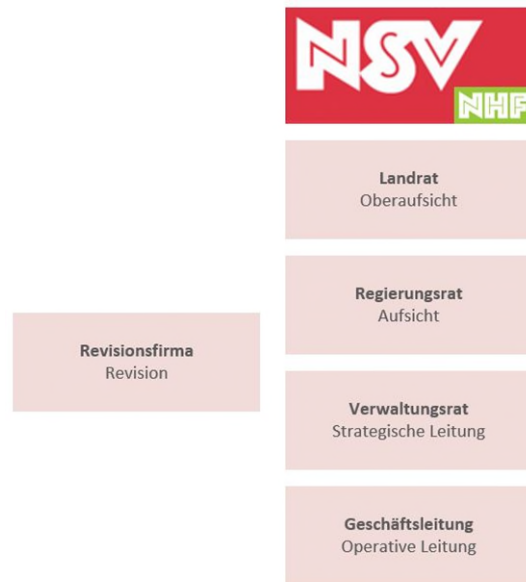 NSV
NHF
Landrat
Oberaufsicht
Regierungsrat
Aufsicht
Revisionsfirma
Revision
Verwaltungsrat
Strategische Leitung
Geschäftsleitung
Operative Leitung